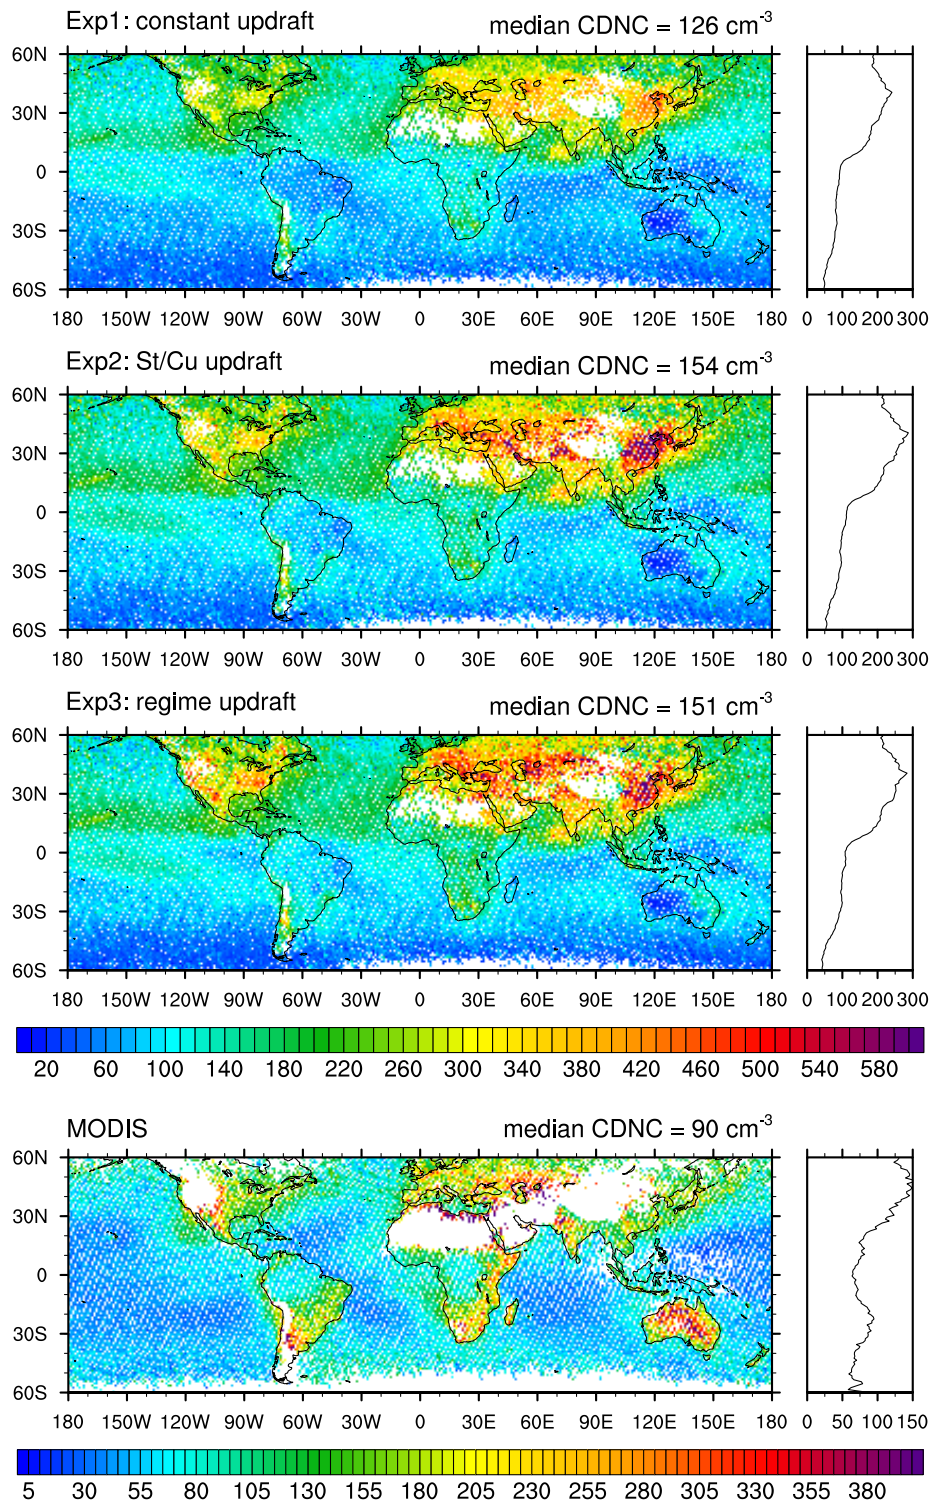 Exp1: constant updraft median CDNC = 126 cm-3
60N
30N
0
30S
60S
180 150W 120W 90W 60W 30W 0 30E 60E 90E 120E 150E 180 0 100 200 300
Exp2: St/Cu updraft median CDNC = 154 cm-3
60N
30N
0
30S
60S
180 150W 120W 90W 60W 30W 0 30E 60E 90E 120E 150E 180 0 100 200 300
Exp3: regime updraft median CDNC = 151 cm-3
60N
30N
0
30S
60S
180 150W 120W 90W 60W 30W 0 30E 60E 90E 120E 150E 180 0 100 200 300
20 60 100 140 180 220 260 300 340 380 420 460 500 540 580
MODIS median CDNC = 90 cm-3
60N
30N
0
30S
60S
180 150W 120W 90W 60W 30W 0 30E 60E 90E 120E 150E 180 0 50 100 150
5 30 55 80 105 130 155 180 205 230 255 280 305 330 355 380